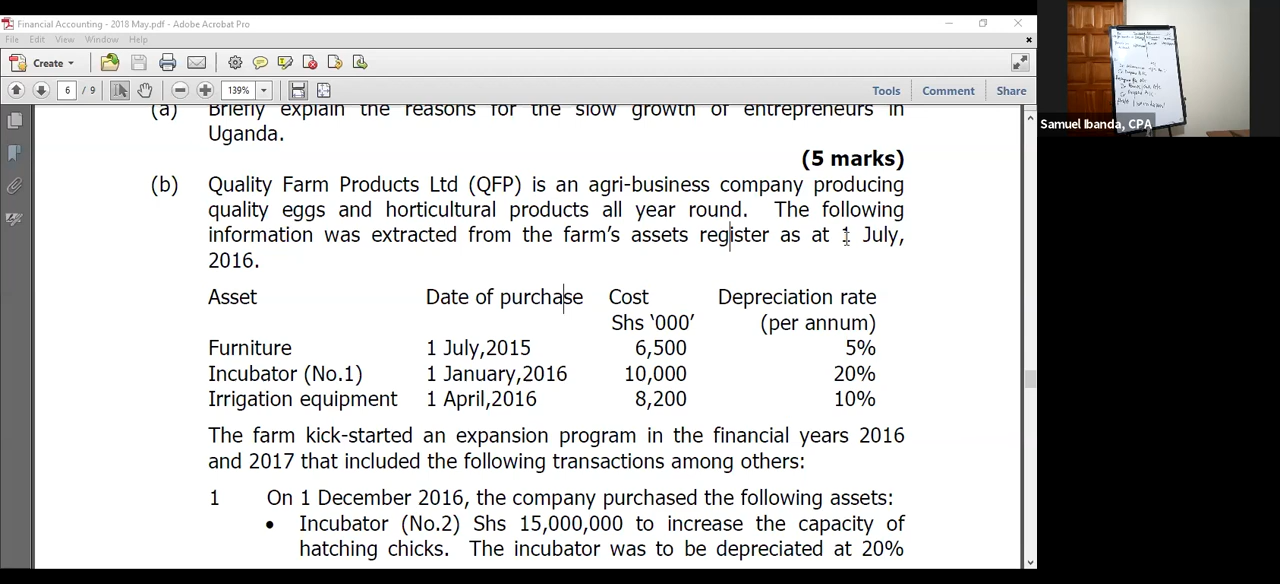 Financial Accounting - 2018 May.pdf - Adobe Acrobat Pro
File Edit View Window Help
Create
6 / 9 139% Tools Comment Share
(a) Briefly explain the reasons for the slow growth of entrepreneurs in
Uganda.
(5 marks)
(b) Quality Farm Products Ltd (QFP) is an agri-business company producing
quality eggs and horticultural products all year round. The following
information was extracted from the farm's assets register as at 1 July,
2016.
Asset Date of purchase Cost Depreciation rate
Shs '000' (per annum)
Furniture 1 July,2015 6,500 5%
Incubator (No.1) 1 January,2016 10,000 20%
Irrigation equipment 1 April,2016 8,200 10%
The farm kick-started an expansion program in the financial years 2016
and 2017 that included the following transactions among others:
1 On 1 December 2016, the company purchased the following assets:
• Incubator (No.2) Shs 15,000,000 to increase the capacity of
hatching chicks. The incubator was to be depreciated at 20%
Samuel Ibanda, CPA